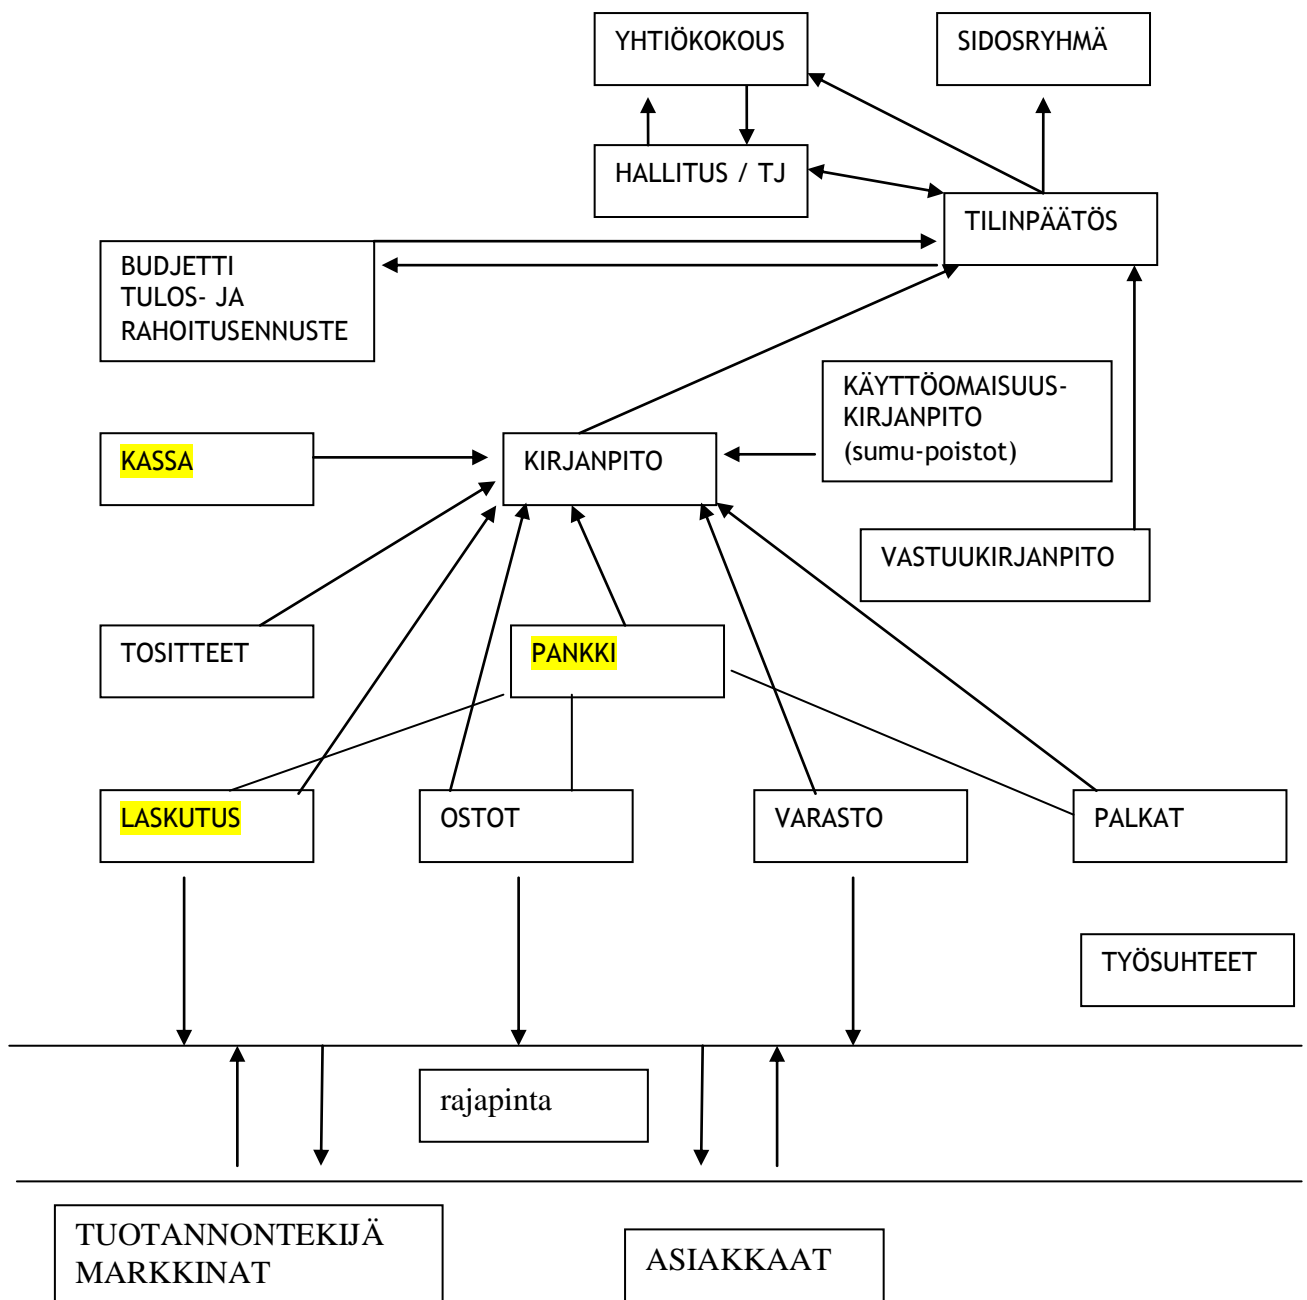 YHTIÖKOKOUS
SIDOSRYHMÄ
HALLITUS / TJ
TILINPÄÄTÖS
BUDJETTI
TULOS- JA
RAHOITUSENNUSTE
KÄYTTÖOMAISUUS-
KIRJANPITO
(sumu-poistot)
KASSA
KIRJANPITO
VASTUUKIRJANPITO
TOSITTEET
PANKKI
LASKUTUS
OSTOT
VARASTO
PALKAT
TYÖSUHTEET
rajapinta
TUOTANNONTEKIJÄ
MARKKINAT
ASIAKKAAT